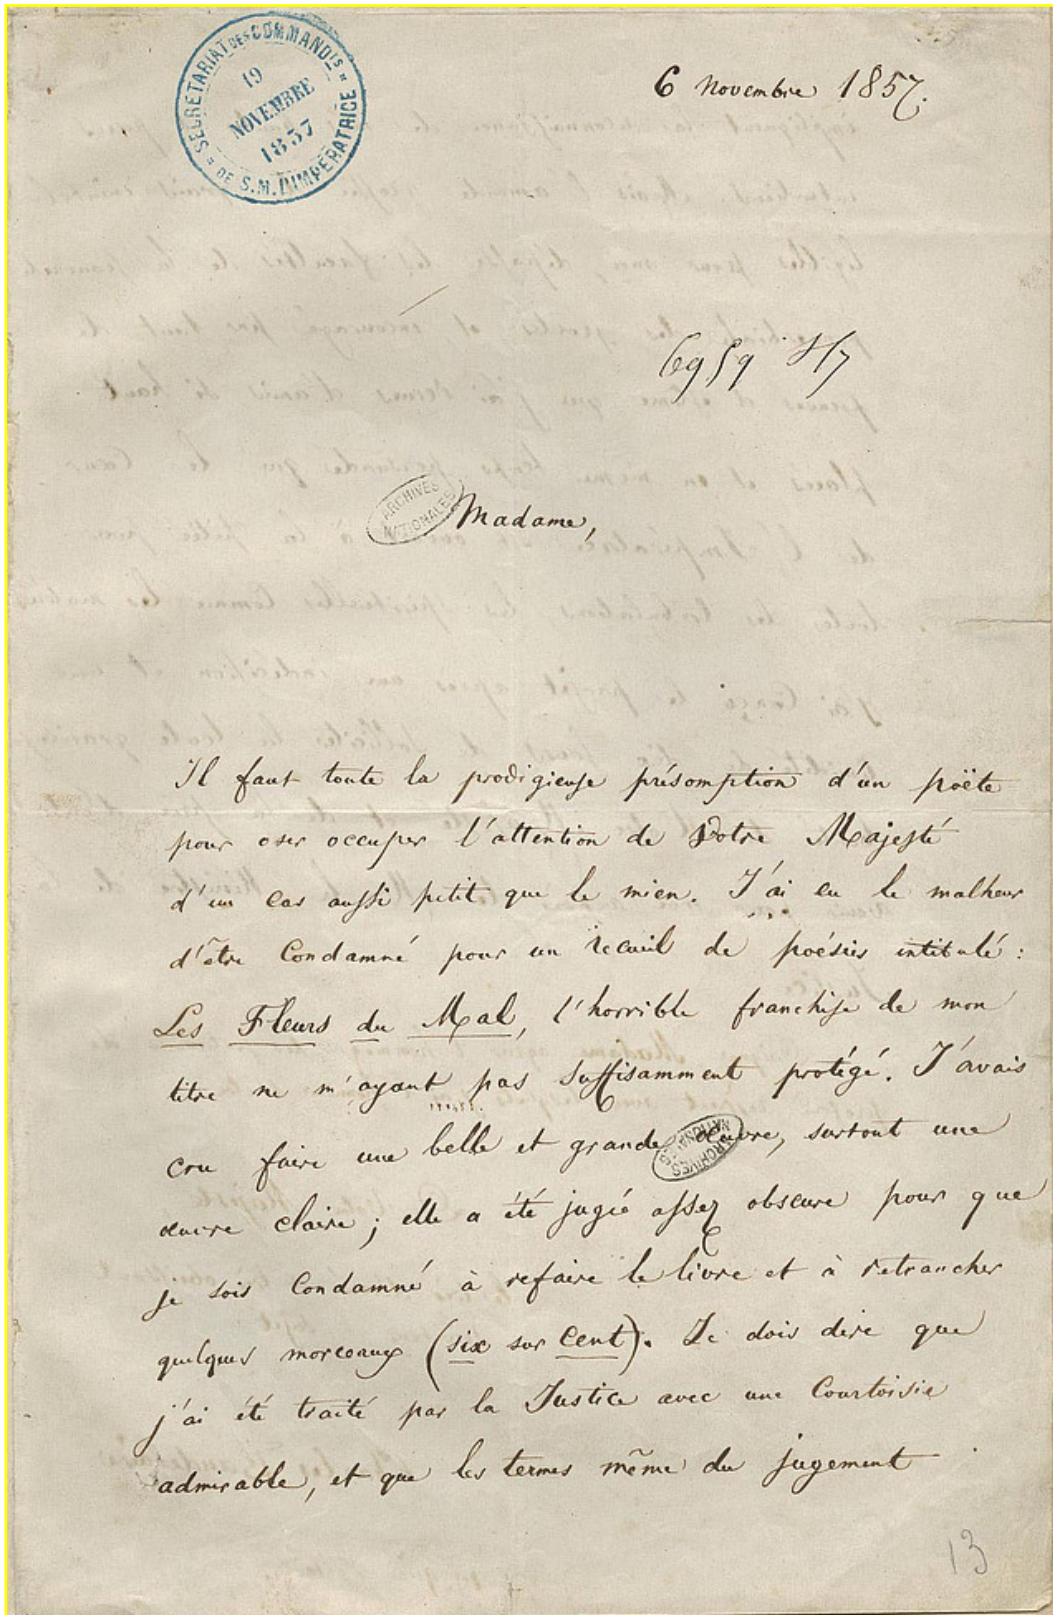 SECRÉTARIAT DES COMMANDTS
19
NOVEMBRE
1857
DE S.M. L'IMPÉRATRICE
6 Novembre 1857.
6959
ARCHIVES
NATIONALES
Madame,
Il faut toute la prodigieuse présomption d'un poëte
pour oser occuper l'attention de Votre Majesté
d'un cas aussi petit que le mien. J'ai eu le malheur
d'être condamné pour un recueil de poésies intitulé :
Les Fleurs du Mal, l'horrible franchise de mon
titre ne m'ayant pas suffisamment protégé. J'avais
cru faire une belle et grande œuvre, surtout une
œuvre claire ; elle a été jugée assez obscure pour que
je sois condamné à refaire le livre et à retrancher
quelques morceaux (six sur cent). Je dois dire que
j'ai été traité par la Justice avec une courtoisie
admirable, et que les termes même du jugement
ARCHIVES
NATIONALES
13